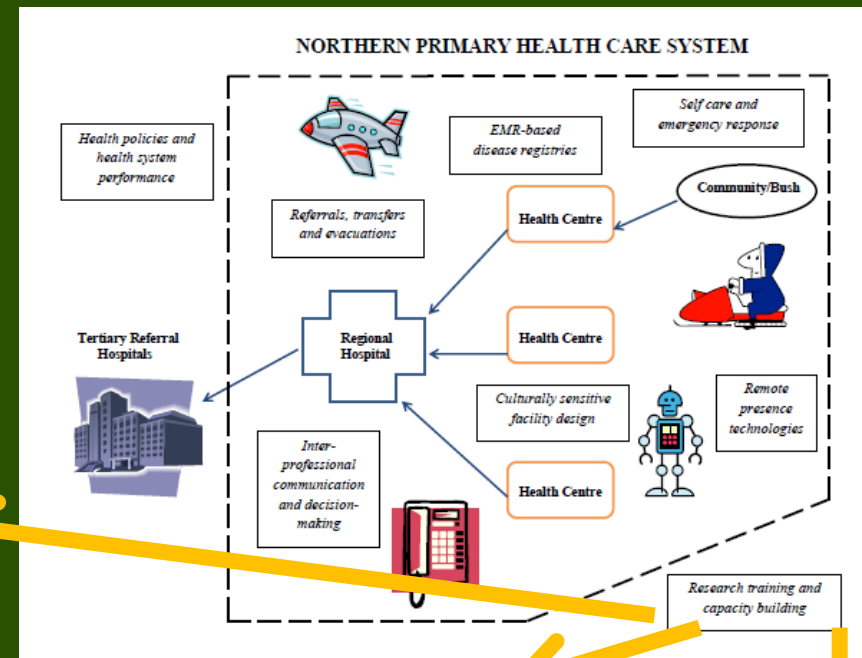 NORTHERN PRIMARY HEALTH CARE SYSTEM
Health policies and
health system
performance
EMR-based
disease registries
Self care and
emergency response
Community/Bush
Referrals, transfers
and evacuations
Health Centre
Tertiary Referral
Hospitals
Regional
Hospital
Health Centre
Culturally sensitive
facility design
Remote
presence
technologies
Inter-
professional
communication
and decision-
making
Health Centre
Research training and
capacity building